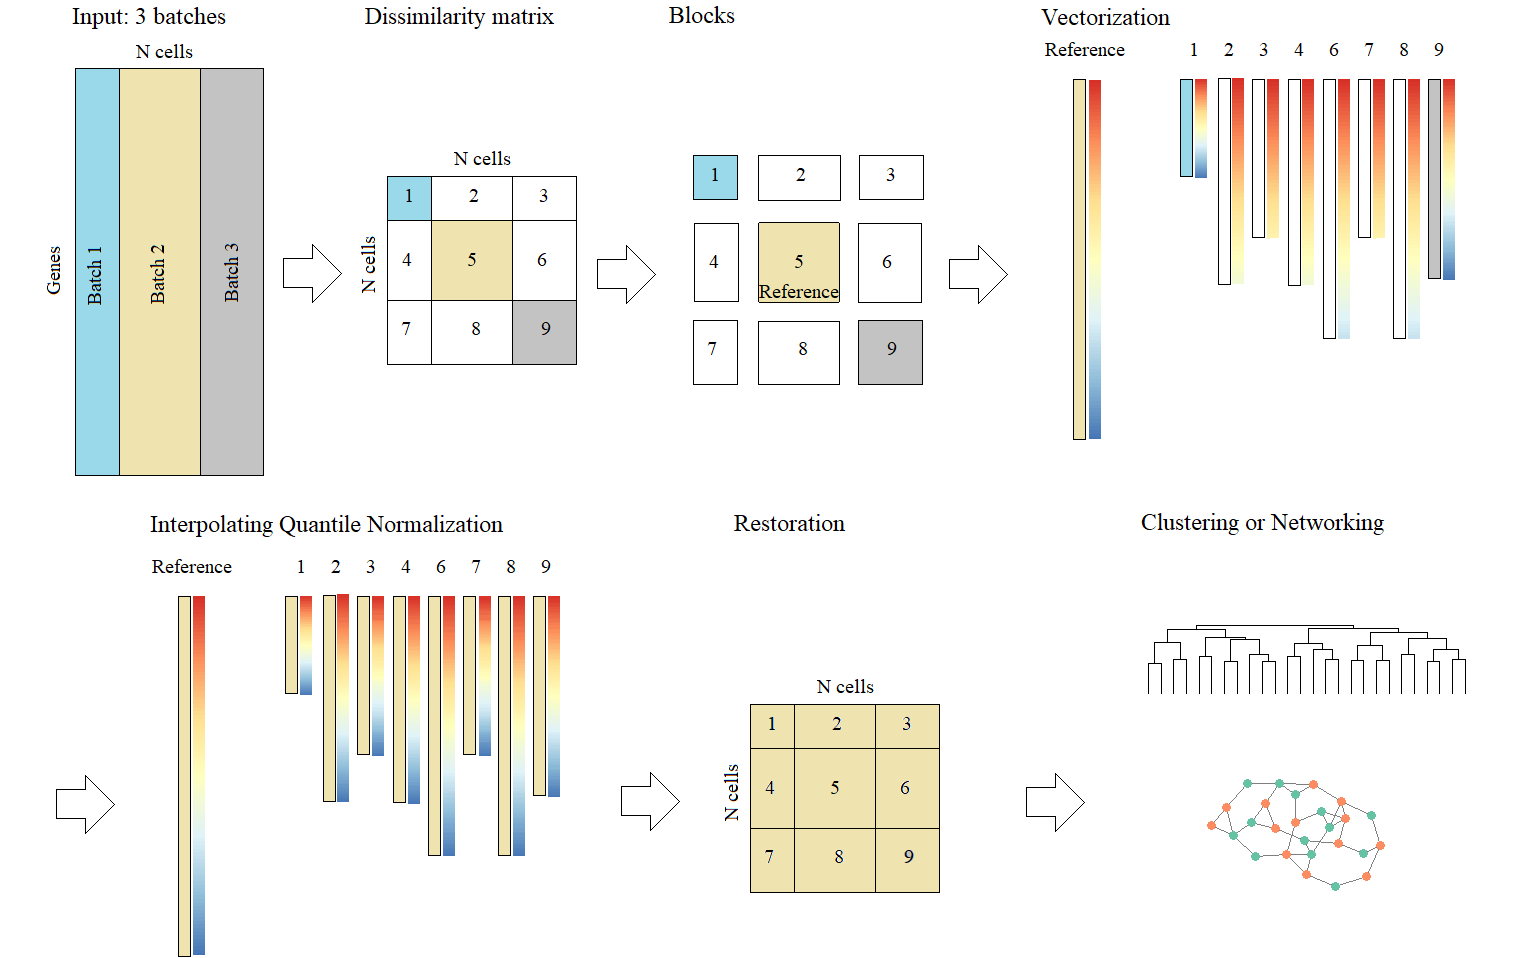 Input: 3 batches
Dissimilarity matrix
Blocks
Vectorization
N cells
Genes
Batch 1
Batch 2
Batch 3
N cells
N cells
1 2 3
4 5 6
7 8 9
1 2 3
4 5 6
Reference
7 8 9
Reference 1 2 3 4 6 7 8 9
Interpolating Quantile Normalization
Restoration
Clustering or Networking
Reference 1 2 3 4 6 7 8 9
N cells
N cells
1 2 3
4 5 6
7 8 9